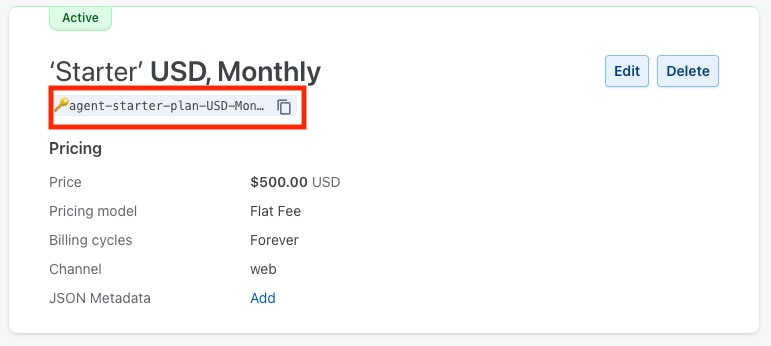 Active
‘Starter’ USD, Monthly
Edit
Delete
agent-starter-plan-USD-Mon…
Pricing
Price $500.00 USD
Pricing model Flat Fee
Billing cycles Forever
Channel web
JSON Metadata Add